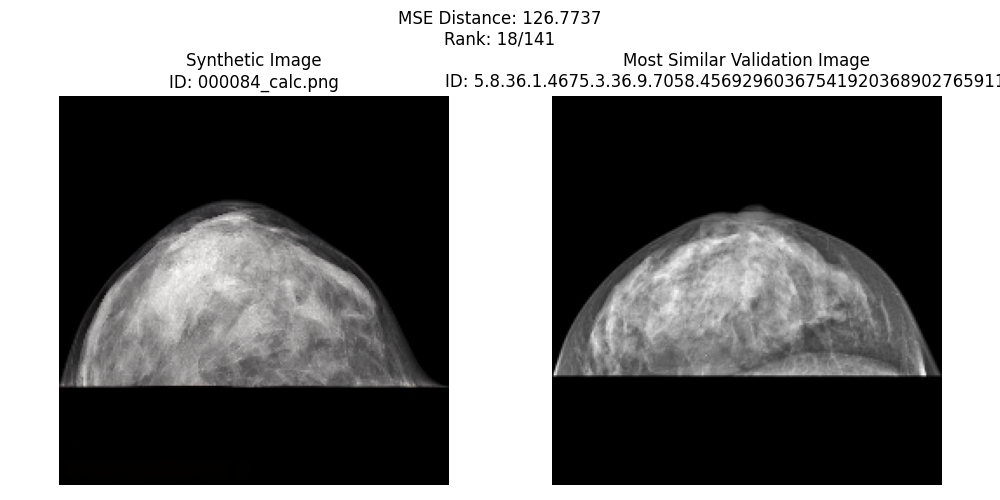 MSE Distance: 126.7737
Rank: 18/141
Synthetic Image
ID: 000084_calc.png
Most Similar Validation Image
ID: 5.8.36.1.4675.3.36.9.7058.45692960367541920368902765911